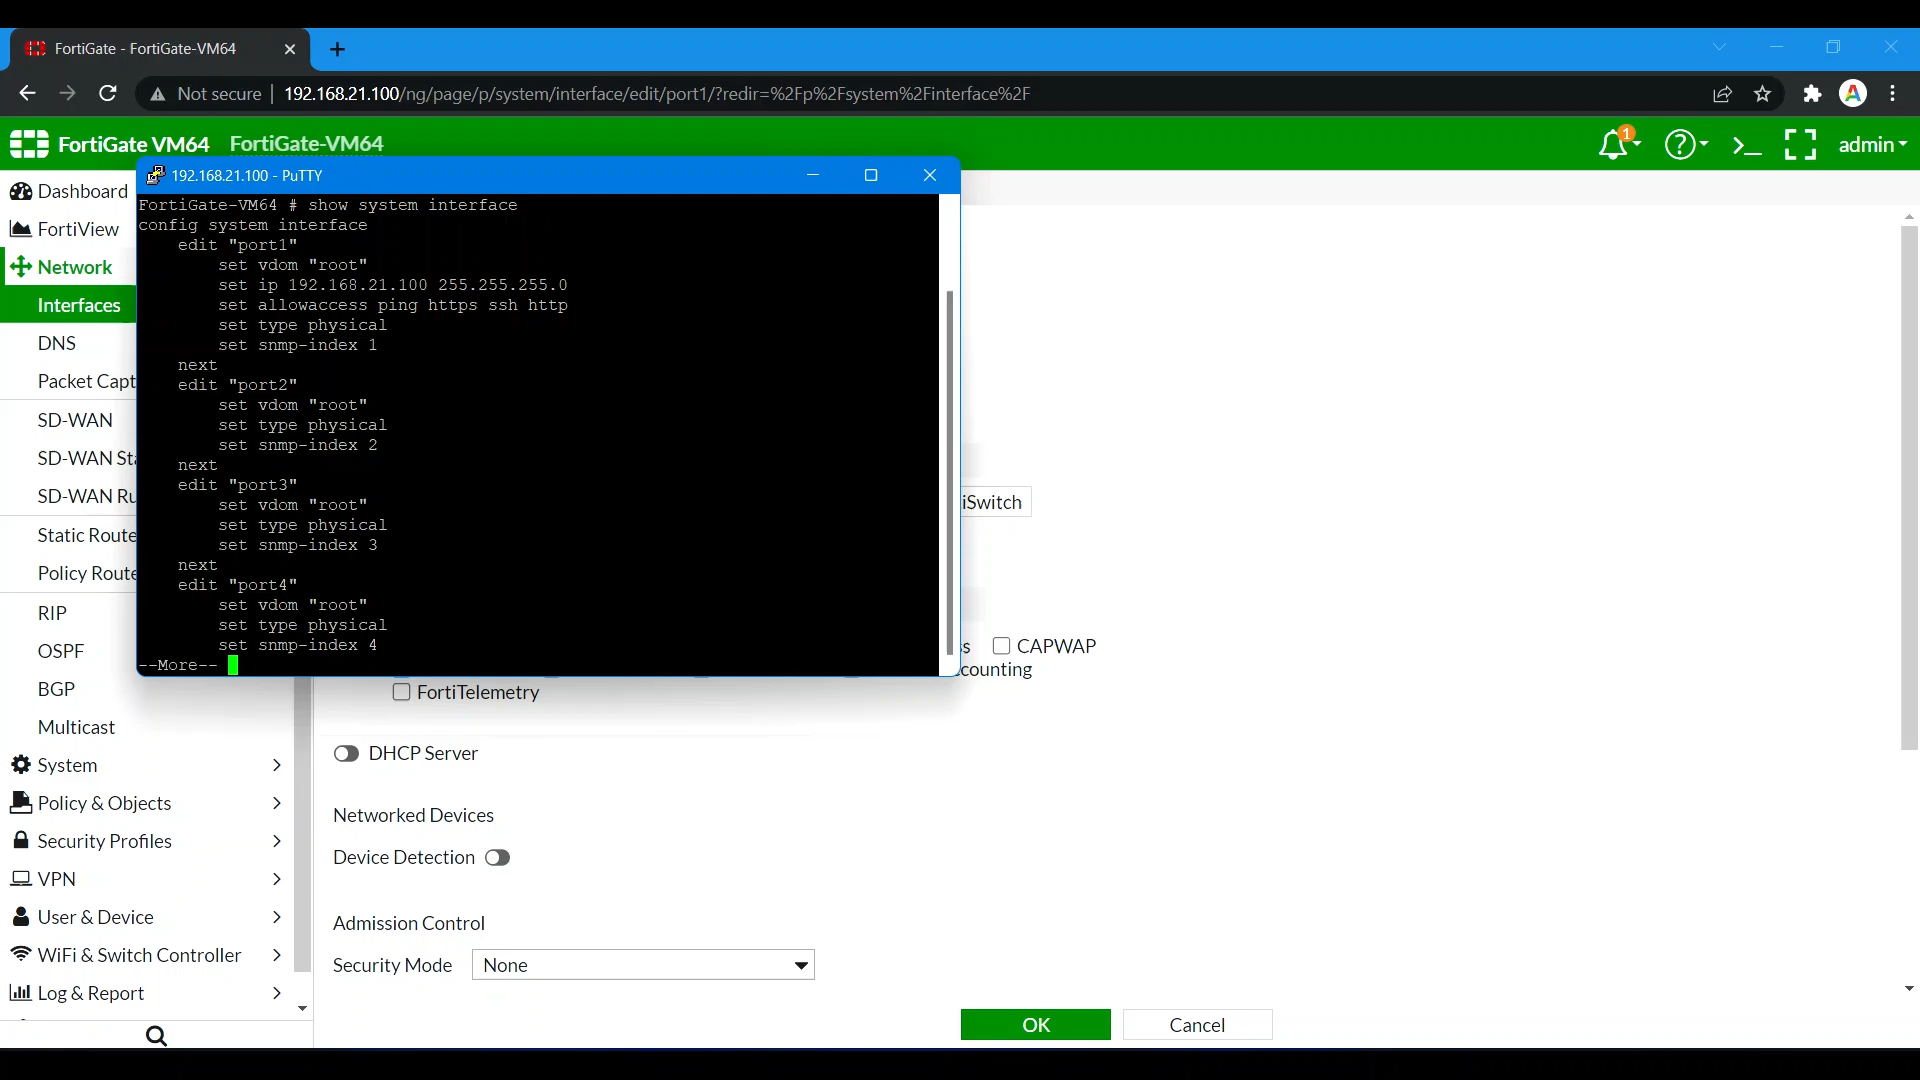 FortiGate - FortiGate-VM64
Not secure | 192.168.21.100/ng/page/p/system/interface/edit/port1/?redir=%2Fp%2Fsystem%2Finterface%2F
FortiGate VM64 FortiGate-VM64
1
admin
192.168.21.100 - PuTTY
FortiGate-VM64 # show system interface
config system interface
    edit "port1"
        set vdom "root"
        set ip 192.168.21.100 255.255.255.0
        set allowaccess ping https ssh http
        set type physical
        set snmp-index 1
    next
    edit "port2"
        set vdom "root"
        set type physical
        set snmp-index 2
    next
    edit "port3"
        set vdom "root"
        set type physical
        set snmp-index 3
    next
    edit "port4"
        set vdom "root"
        set type physical
        set snmp-index 4
--More--
Dashboard
FortiView
Network
Interfaces
DNS
Packet Capt
SD-WAN
SD-WAN Sta
SD-WAN Ru
Static Route
Policy Route
RIP
OSPF
BGP
Multicast
System
Policy & Objects
Security Profiles
VPN
User & Device
WiFi & Switch Controller
Log & Report
iSwitch
ss CAPWAP
counting
FortiTelemetry
DHCP Server
Networked Devices
Device Detection
Admission Control
Security Mode None
OK Cancel